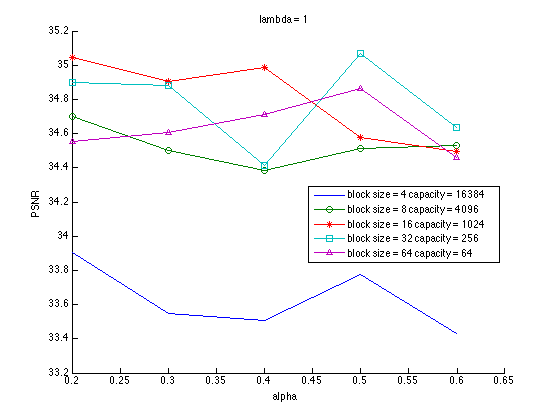 lambda = 1
35.2
35
34.8
34.6
34.4
34.2
34
33.8
33.6
33.4
33.2
PSNR
block size = 4 capacity = 16384
block size = 8 capacity = 4096
block size = 16 capacity = 1024
block size = 32 capacity = 256
block size = 64 capacity = 64
0.2 0.25 0.3 0.35 0.4 0.45 0.5 0.55 0.6 0.65
alpha